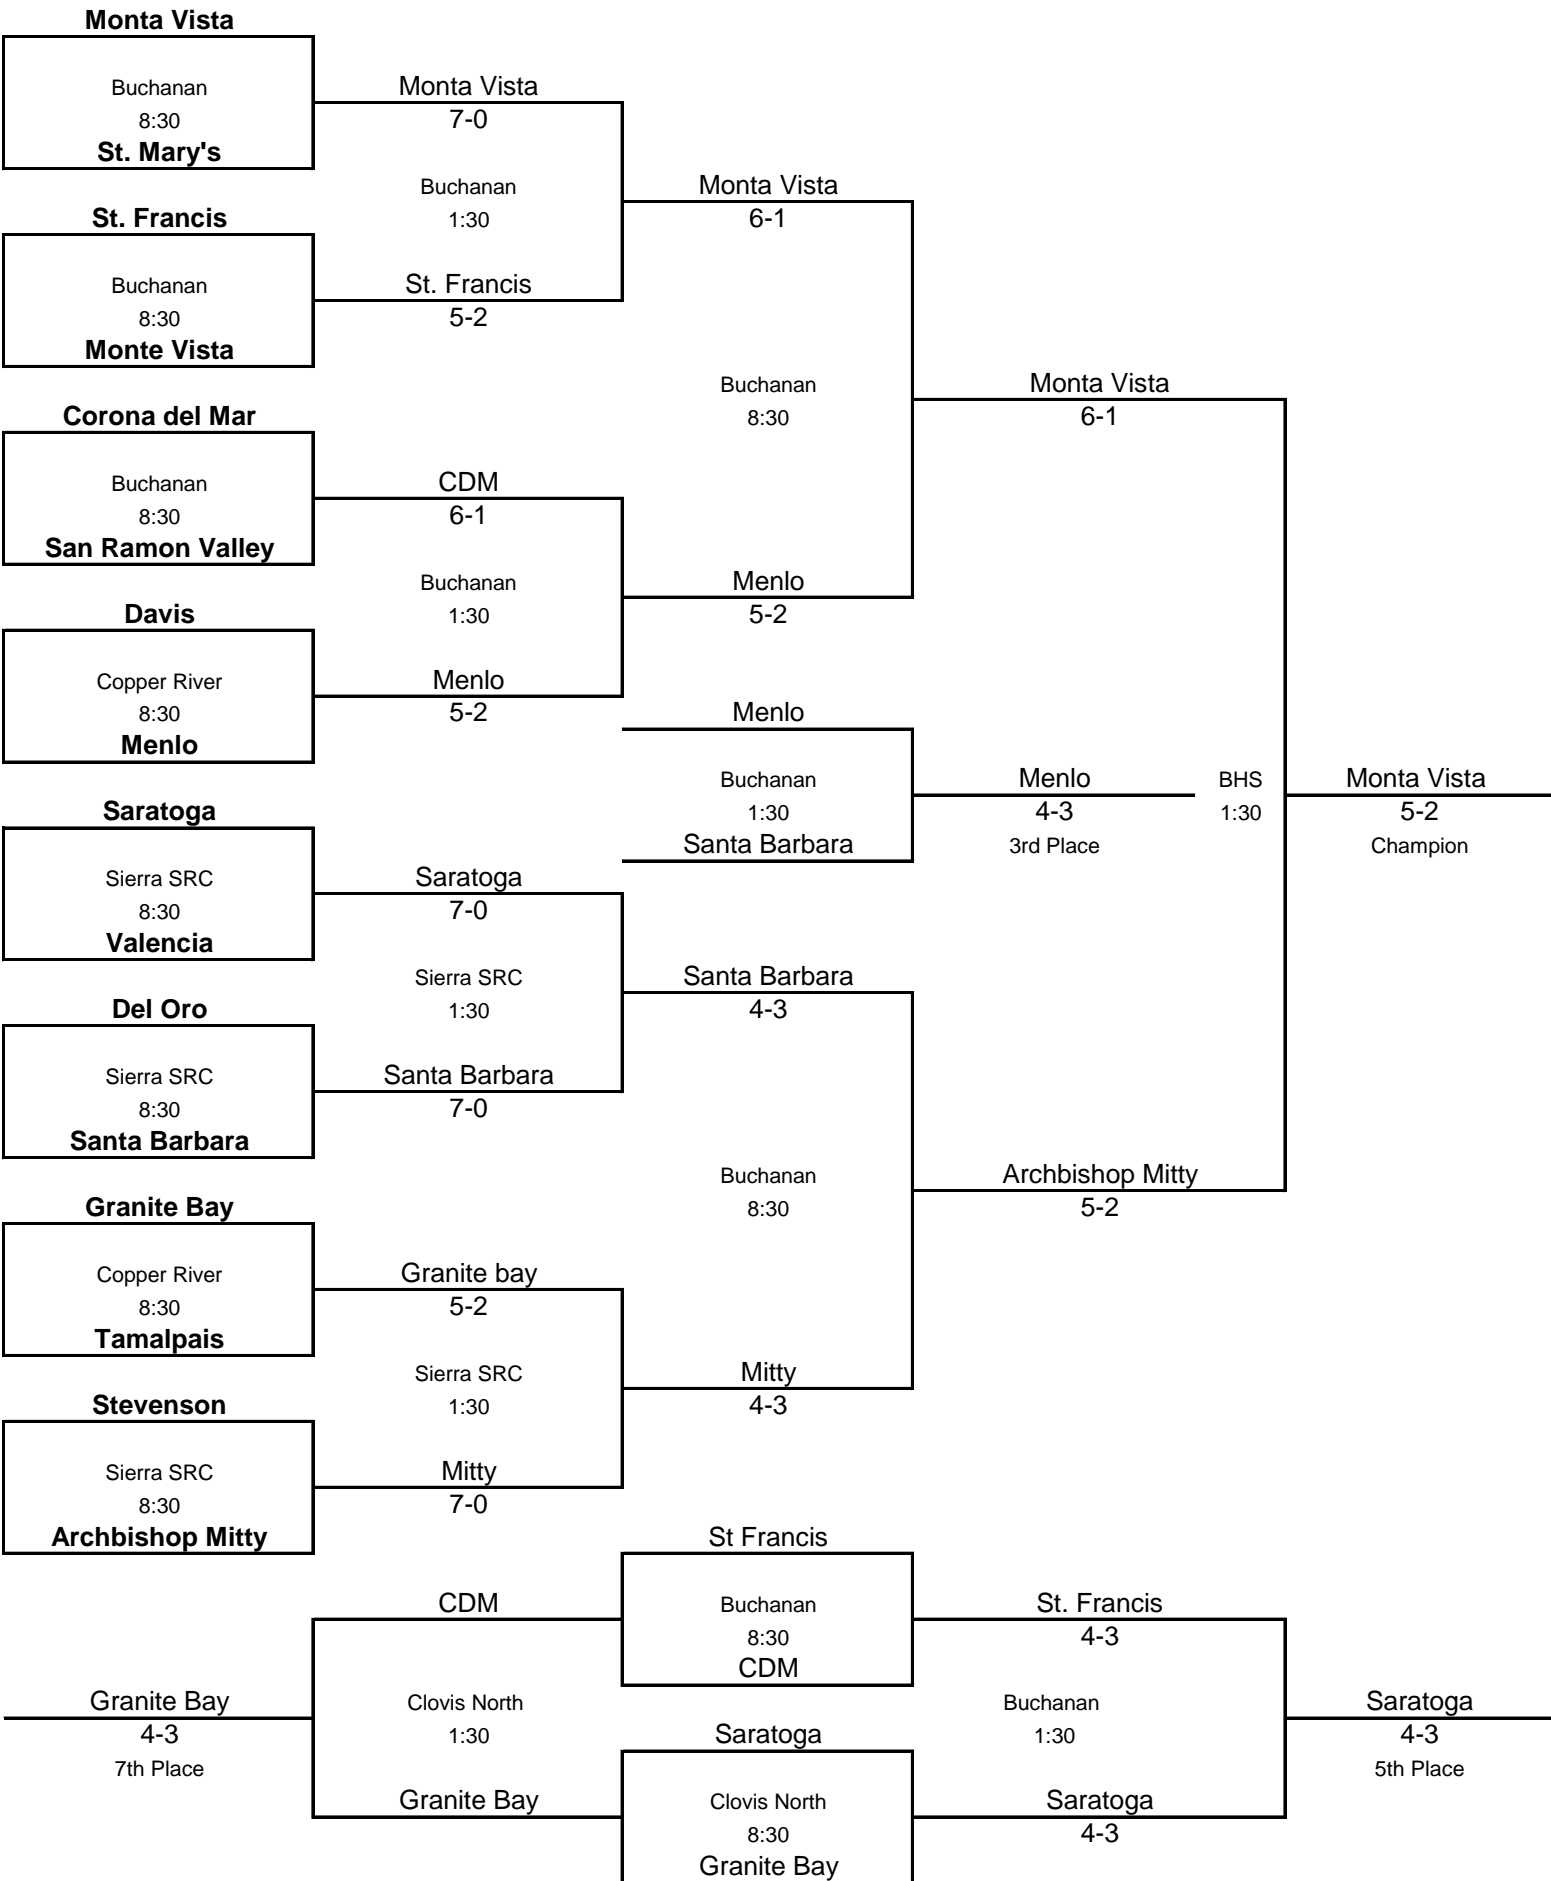 Monta Vista
Buchanan
8:30
St. Mary's
St. Francis
Buchanan
8:30
Monte Vista
Corona del Mar
Buchanan
8:30
San Ramon Valley
Davis
Copper River
8:30
Menlo
Saratoga
Sierra SRC
8:30
Valencia
Del Oro
Sierra SRC
8:30
Santa Barbara
Granite Bay
Copper River
8:30
Tamalpais
Stevenson
Sierra SRC
8:30
Archbishop Mitty
Monta Vista
7-0
Buchanan
1:30
St. Francis
5-2
CDM
6-1
Buchanan
1:30
Menlo
5-2
Saratoga
7-0
Sierra SRC
1:30
Santa Barbara
7-0
Granite bay
5-2
Sierra SRC
1:30
Mitty
7-0
Monta Vista
6-1
Buchanan
8:30
Menlo
5-2
Menlo
Buchanan
1:30
Santa Barbara
Santa Barbara
4-3
Buchanan
8:30
Mitty
4-3
Monta Vista
6-1
Menlo
4-3
3rd Place
Archbishop Mitty
5-2
BHS
1:30
Monta Vista
5-2
Champion
Granite Bay
4-3
7th Place
CDM
Clovis North
1:30
Granite Bay
St Francis
Buchanan
8:30
CDM
Saratoga
Clovis North
8:30
Granite Bay
St. Francis
4-3
Buchanan
1:30
Saratoga
4-3
Saratoga
4-3
5th Place